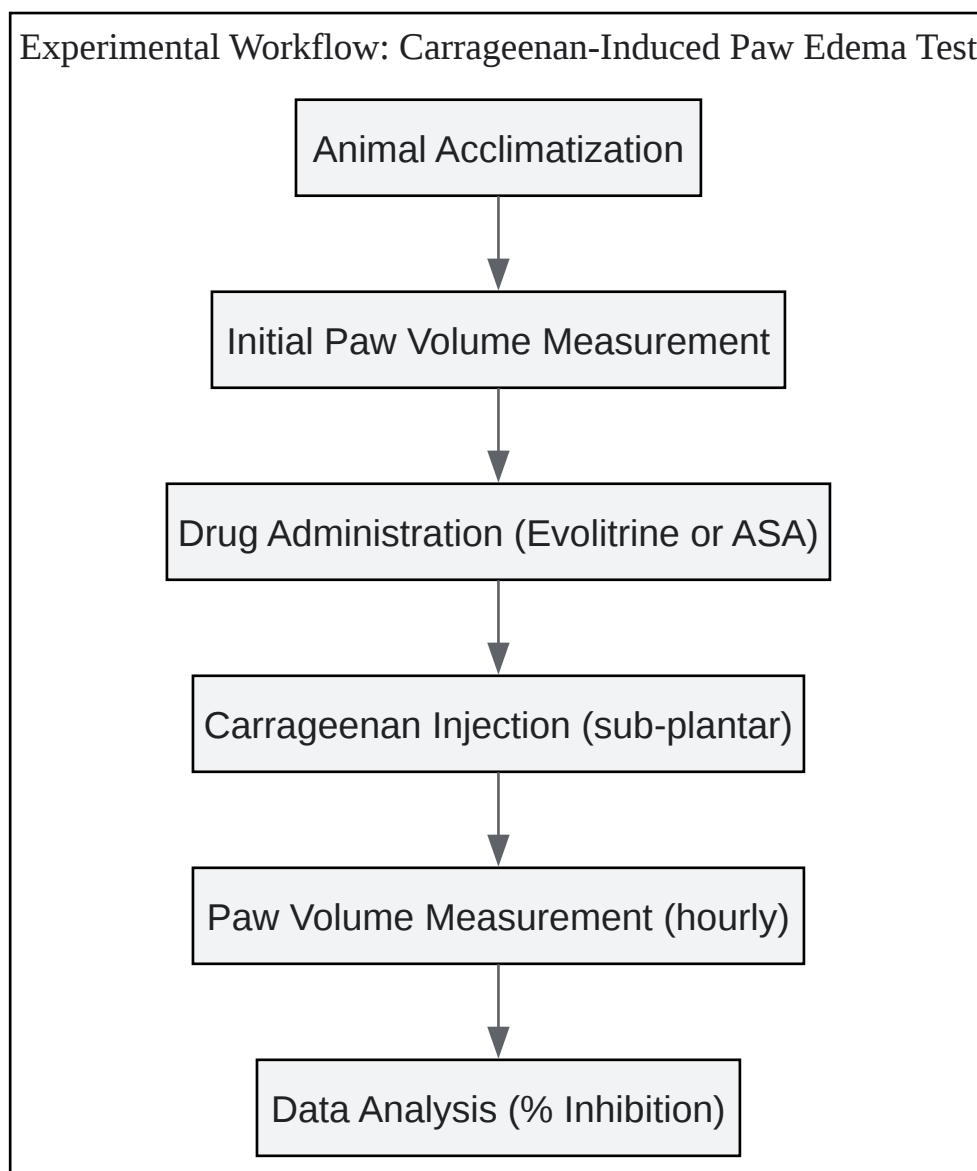 Experimental Workflow: Carrageenan-Induced Paw Edema Test
Animal Acclimatization
Initial Paw Volume Measurement
Drug Administration (Evolitrine or ASA)
Carrageenan Injection (sub-plantar)
Paw Volume Measurement (hourly)
Data Analysis (% Inhibition)